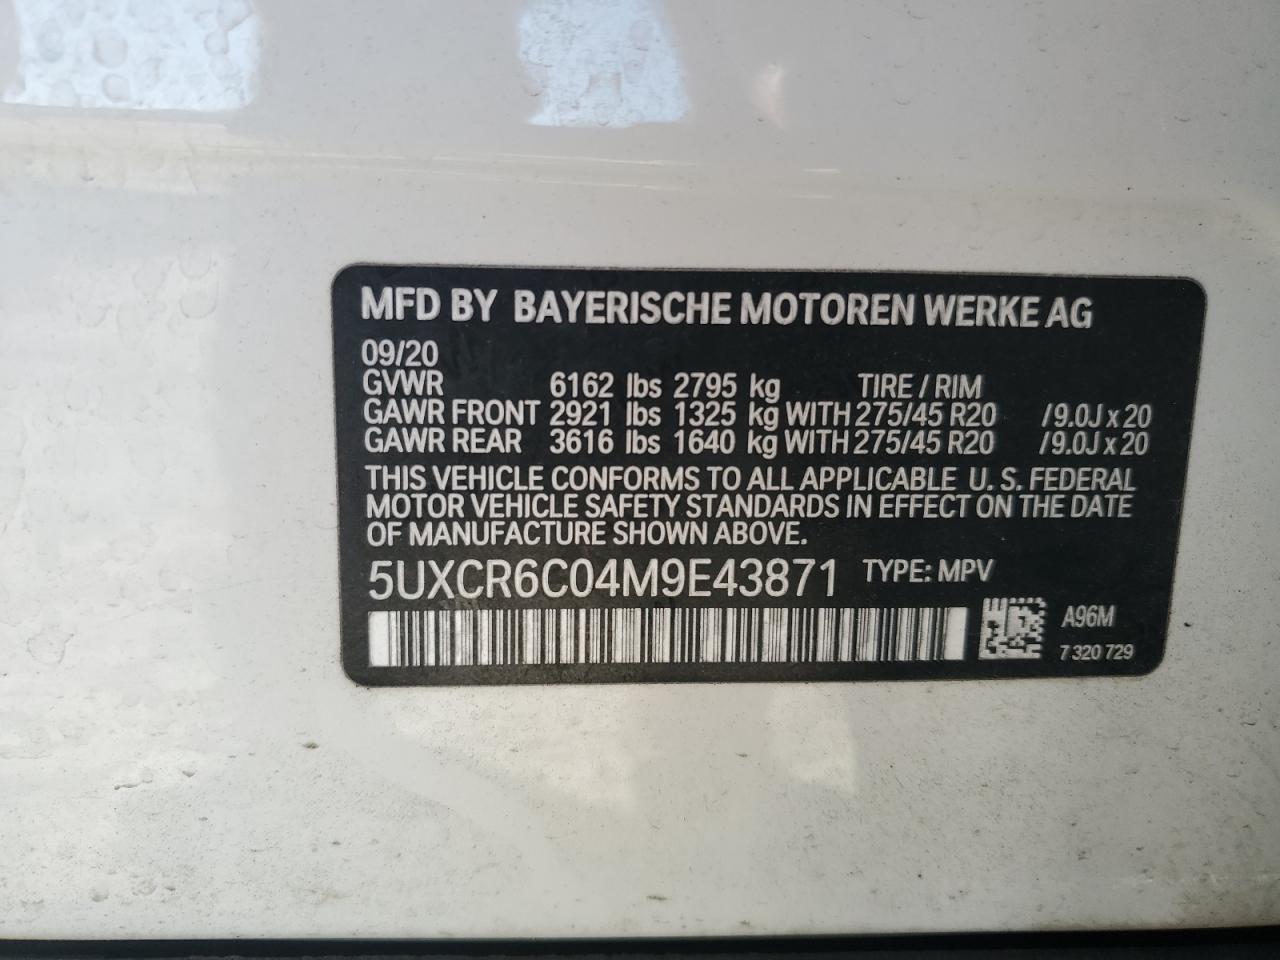 MFD BY BAYERISCHE MOTOREN WERKE AG
09/20
GVWR 6162 lbs 2795 kg TIRE / RIM
GAWR FRONT 2921 lbs 1325 kg WITH 275/45 R20 /9.0J x 20
GAWR REAR 3616 lbs 1640 kg WITH 275/45 R20 /9.0J x 20
THIS VEHICLE CONFORMS TO ALL APPLICABLE U. S. FEDERAL
MOTOR VEHICLE SAFETY STANDARDS IN EFFECT ON THE DATE
OF MANUFACTURE SHOWN ABOVE.
5UXCR6C04M9E43871 TYPE: MPV
A96M
7 320 729